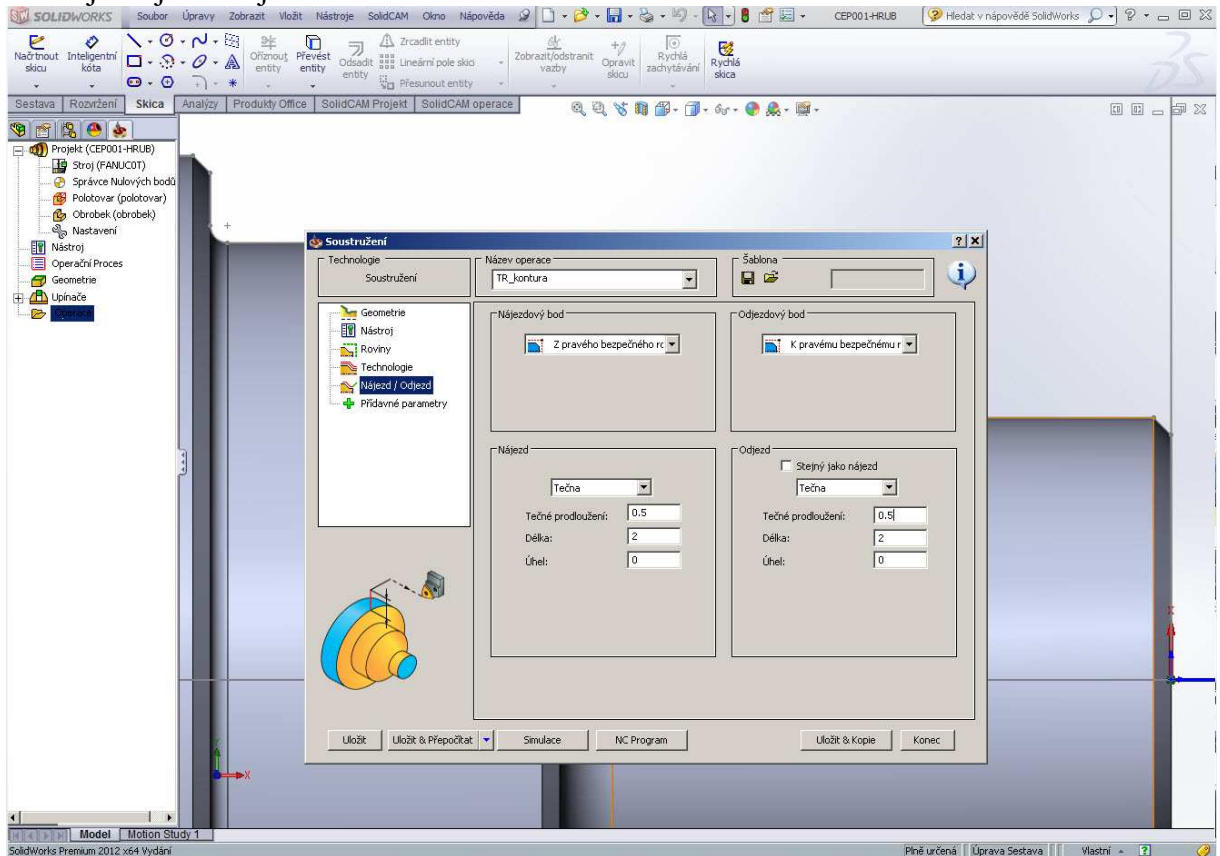 SOLIDWORKS Soubor Úpravy Zobrazit Vložit Nástroje SolidCAM Okno Nápověda CEP001-HRUB Hledat v nápovědě SolidWorks
Načrtnout skicu
Inteligentní kóta
Oříznout entity
Převést entity
Odsadit entity
Zrcadlit entity
Lineární pole skic
Přesunout entity
Zobrazit/odstranit vazby
Opravit skicu
Rychlá zachytávání
Rychlá skica
Sestava Rozvržení Skica Analýzy Produkty Office SolidCAM Projekt SolidCAM operace
Projekt (CEP001-HRUB)
Stroj (FANUC0T)
Správce Nulových bodů
Polotovar (polotovar)
Obrobek (obrobek)
Nastavení
Nástroj
Operační Proces
Geometrie
Upínače
Operace
Soustružení
Technologie
Soustružení
Název operace
TR_kontura
Šablona
Geometrie
Nástroj
Roviny
Technologie
Nájezd / Odjezd
Přídavné parametry
Nájezdový bod
Z pravého bezpečného rc
Odjezdový bod
K pravému bezpečnému r
Nájezd
Tečna
Tečné prodloužení: 0.5
Délka: 2
Úhel: 0
Odjezd
Stejný jako nájezd
Tečna
Tečné prodloužení: 0.5
Délka: 2
Úhel: 0
Uložit Uložit & Přepočítat Simulace NC Program Uložit & Kopie Konec
X
Y
X
Model Motion Study 1
SolidWorks Premium 2012 x64 Vydání Plně určená Úprava Sestava Vlastní